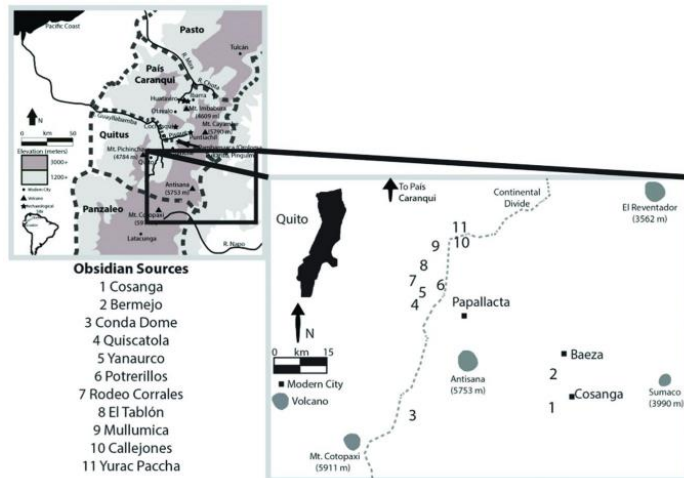 Pacific Coast
Pasto
Tulcán
R. Mira
País
Caranqui
R. Chota
Ibarra
Mt. Imbabura
(4609 m)
Otavalo
Mt. Cayambe
Guayllabamba
Quitus
Mt. Pichincha
(4784 m)
N
0 km 50
Elevation (meters)
3000+
1200+
Modern City
Volcano
Antisana
(5753 m)
Panzaleo
Mt. Cotopaxi
Latacunga
R. Napo
Obsidian Sources
1 Cosanga
2 Bermejo
3 Conda Dome
4 Quiscatola
5 Yanaurco
6 Potrerillos
7 Rodeo Corrales
8 El Tablón
9 Mullumica
10 Callejones
11 Yurac Paccha
To País
Caranqui
Continental
Divide
El Reventador
(3562 m)
Quito
11
9 10
8
7 6
5
4
Papallacta
N
0 km 15
Modern City
Volcano
Baeza
Antisana
(5753 m)
2
Cosanga
Sumaco
(3990 m)
1
3
Mt. Cotopaxi
(5911 m)